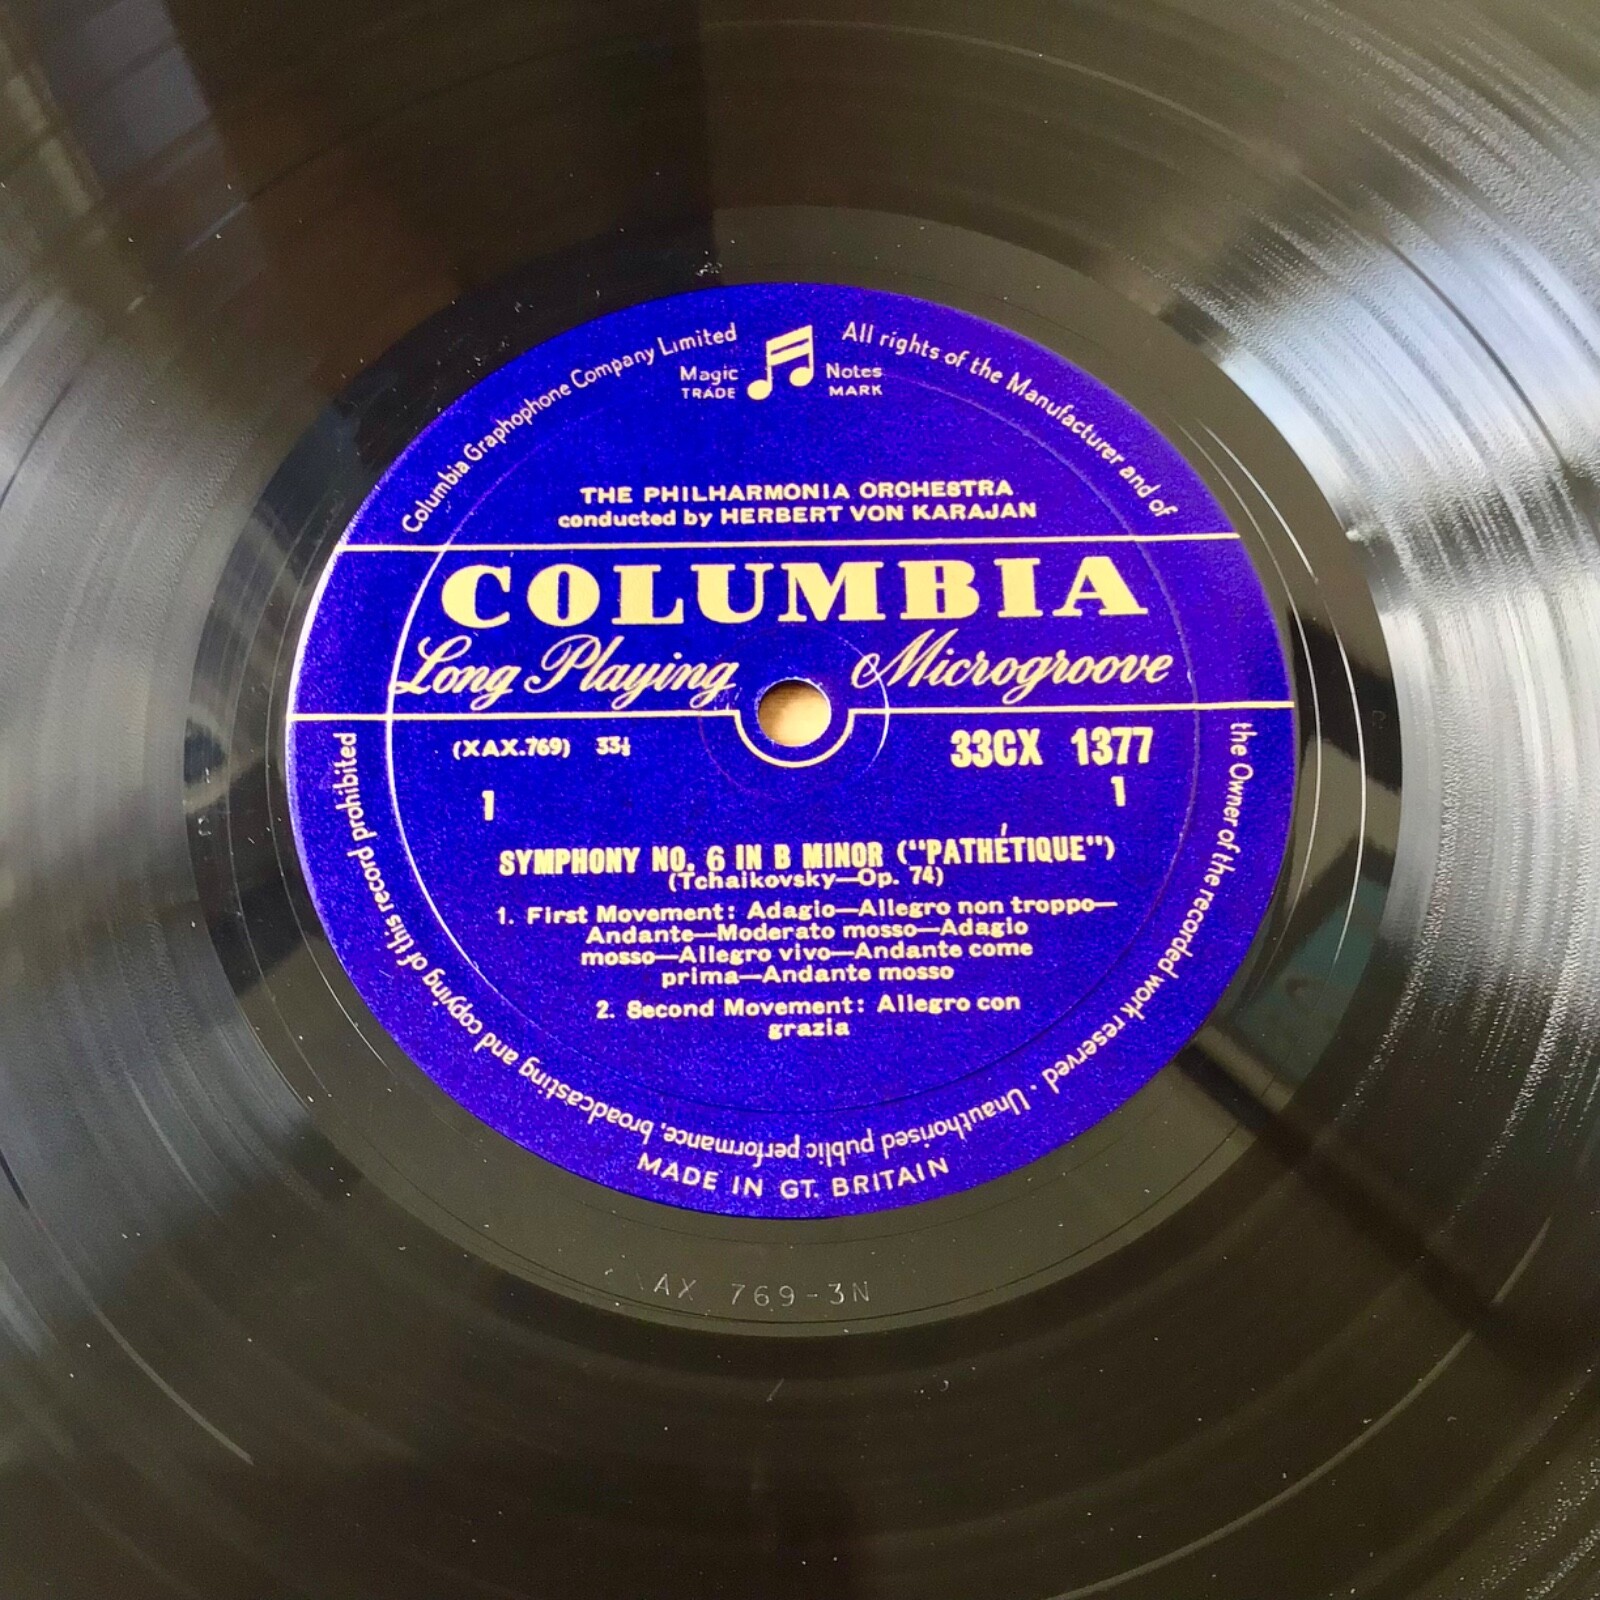 Columbia Graphophone Company Limited
All rights of the Manufacturer and of
the Owner of the recorded work reserved. Unauthorised public performance, broadcasting and copying of this record prohibited
Magic Notes
TRADE MARK
THE PHILHARMONIA ORCHESTRA
conducted by HERBERT VON KARAJAN
COLUMBIA
Long Playing Microgroove
(XAX.769) 33⅓
33CX 1377
1 1
SYMPHONY NO. 6 IN B MINOR ("PATHÉTIQUE")
(Tchaikovsky—Op. 74)
1. First Movement: Adagio—Allegro non troppo—
Andante—Moderato mosso—Adagio
mosso—Allegro vivo—Andante come
prima—Andante mosso
2. Second Movement: Allegro con
grazia
MADE IN GT. BRITAIN
AX 769-3N